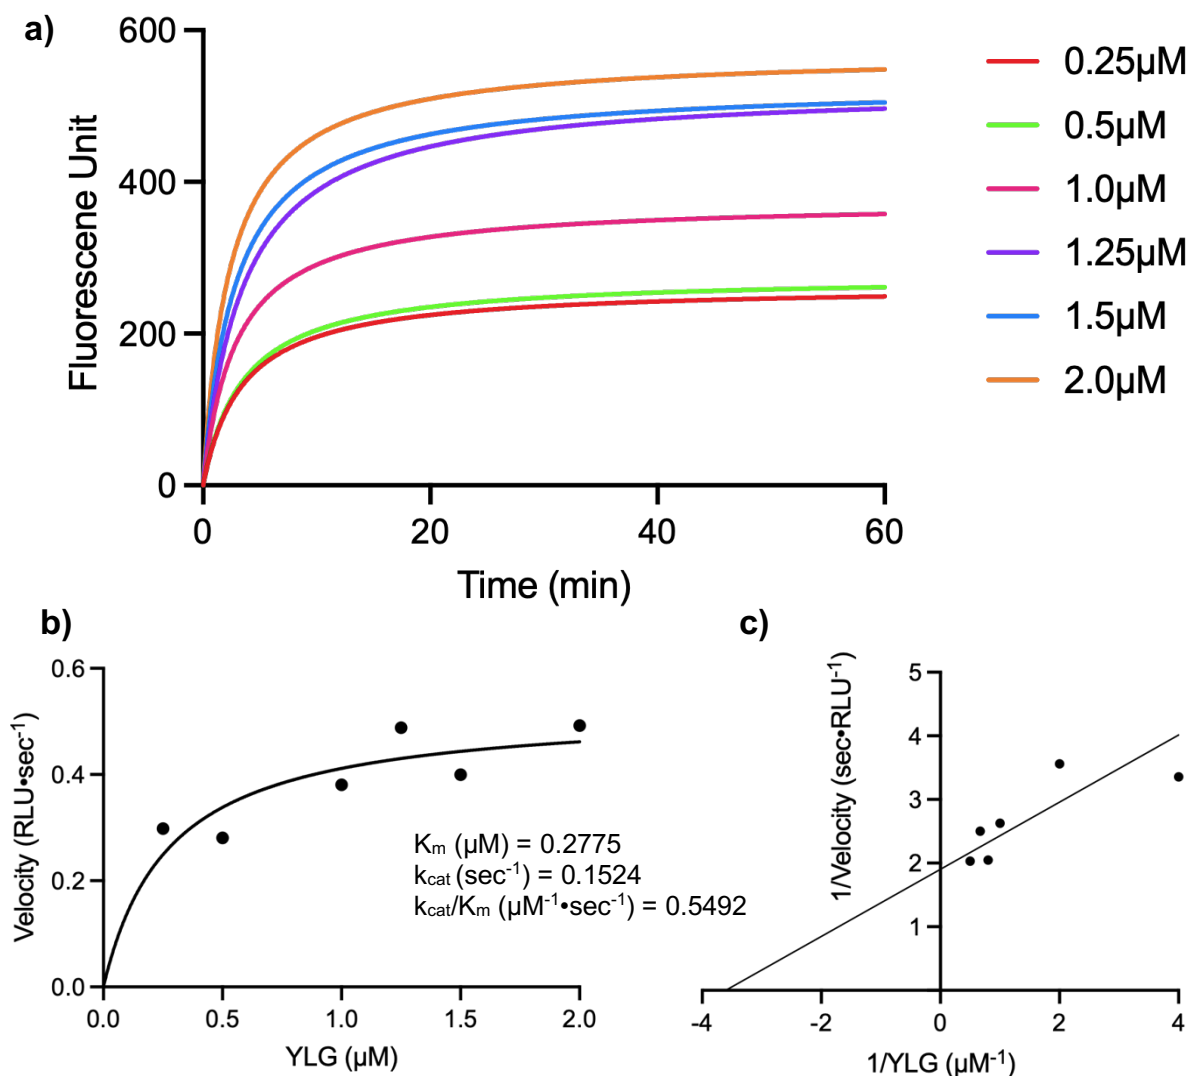 a)
Fluorescene Unit
600
400
200
0
0
20
40
60
Time (min)
0.25µM
0.5µM
1.0µM
1.25µM
1.5µM
2.0µM
b)
Velocity (RLU•sec⁻¹)
0.6
0.4
0.2
0.0
0.0
0.5
1.0
1.5
2.0
YLG (µM)
Kₘ (µM) = 0.2775
k_cat (sec⁻¹) = 0.1524
k_cat/Kₘ (µM⁻¹•sec⁻¹) = 0.5492
c)
1/Velocity (sec•RLU⁻¹)
5
4
3
2
1
-4
-2
0
2
4
1/YLG (µM⁻¹)